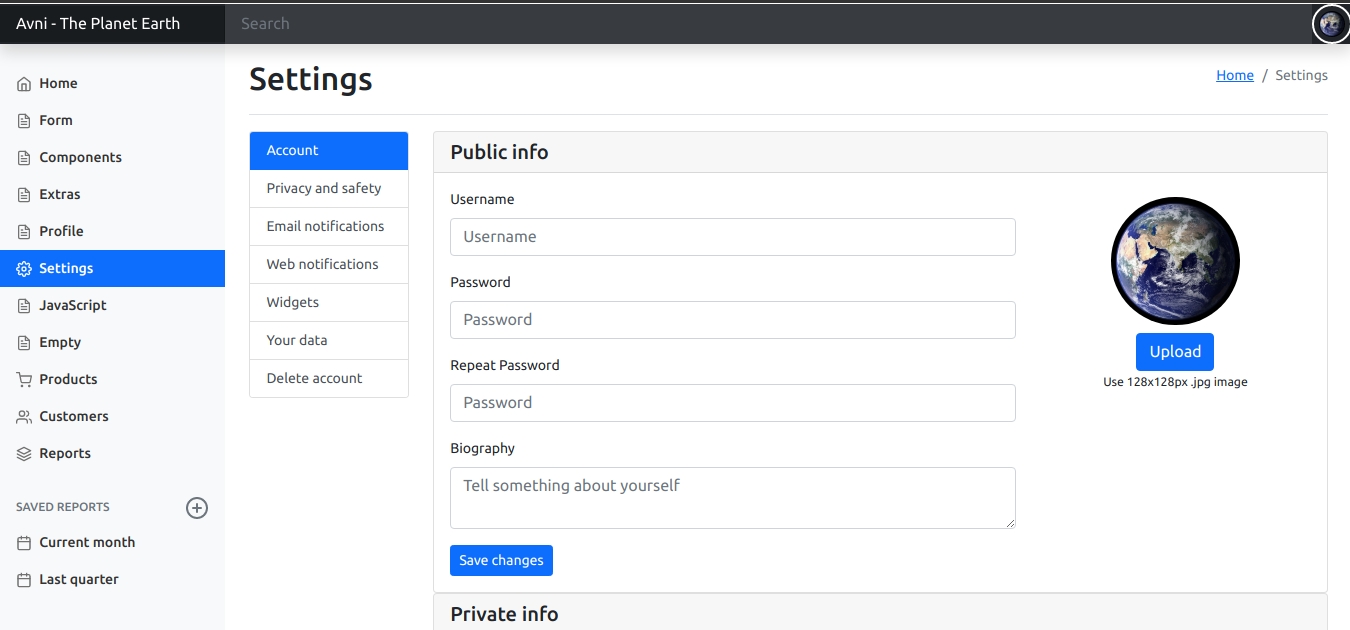 Avni - The Planet Earth
Search
Home
Form
Components
Extras
Profile
Settings
JavaScript
Empty
Products
Customers
Reports
SAVED REPORTS
Current month
Last quarter
Settings
Home / Settings
Account
Privacy and safety
Email notifications
Web notifications
Widgets
Your data
Delete account
Public info
Username
Username
Password
Password
Repeat Password
Password
Biography
Tell something about yourself
Save changes
Upload
Use 128x128px .jpg image
Private info